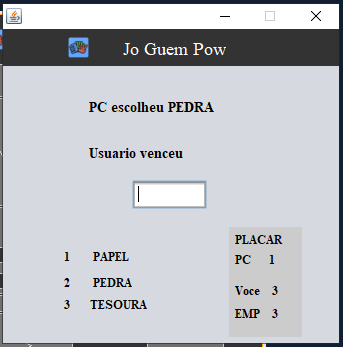 Jo Guem Pow
PC escolheu PEDRA
Usuario venceu
1 PAPEL
2 PEDRA
3 TESOURA
PLACAR
PC 1
Voce 3
EMP 3